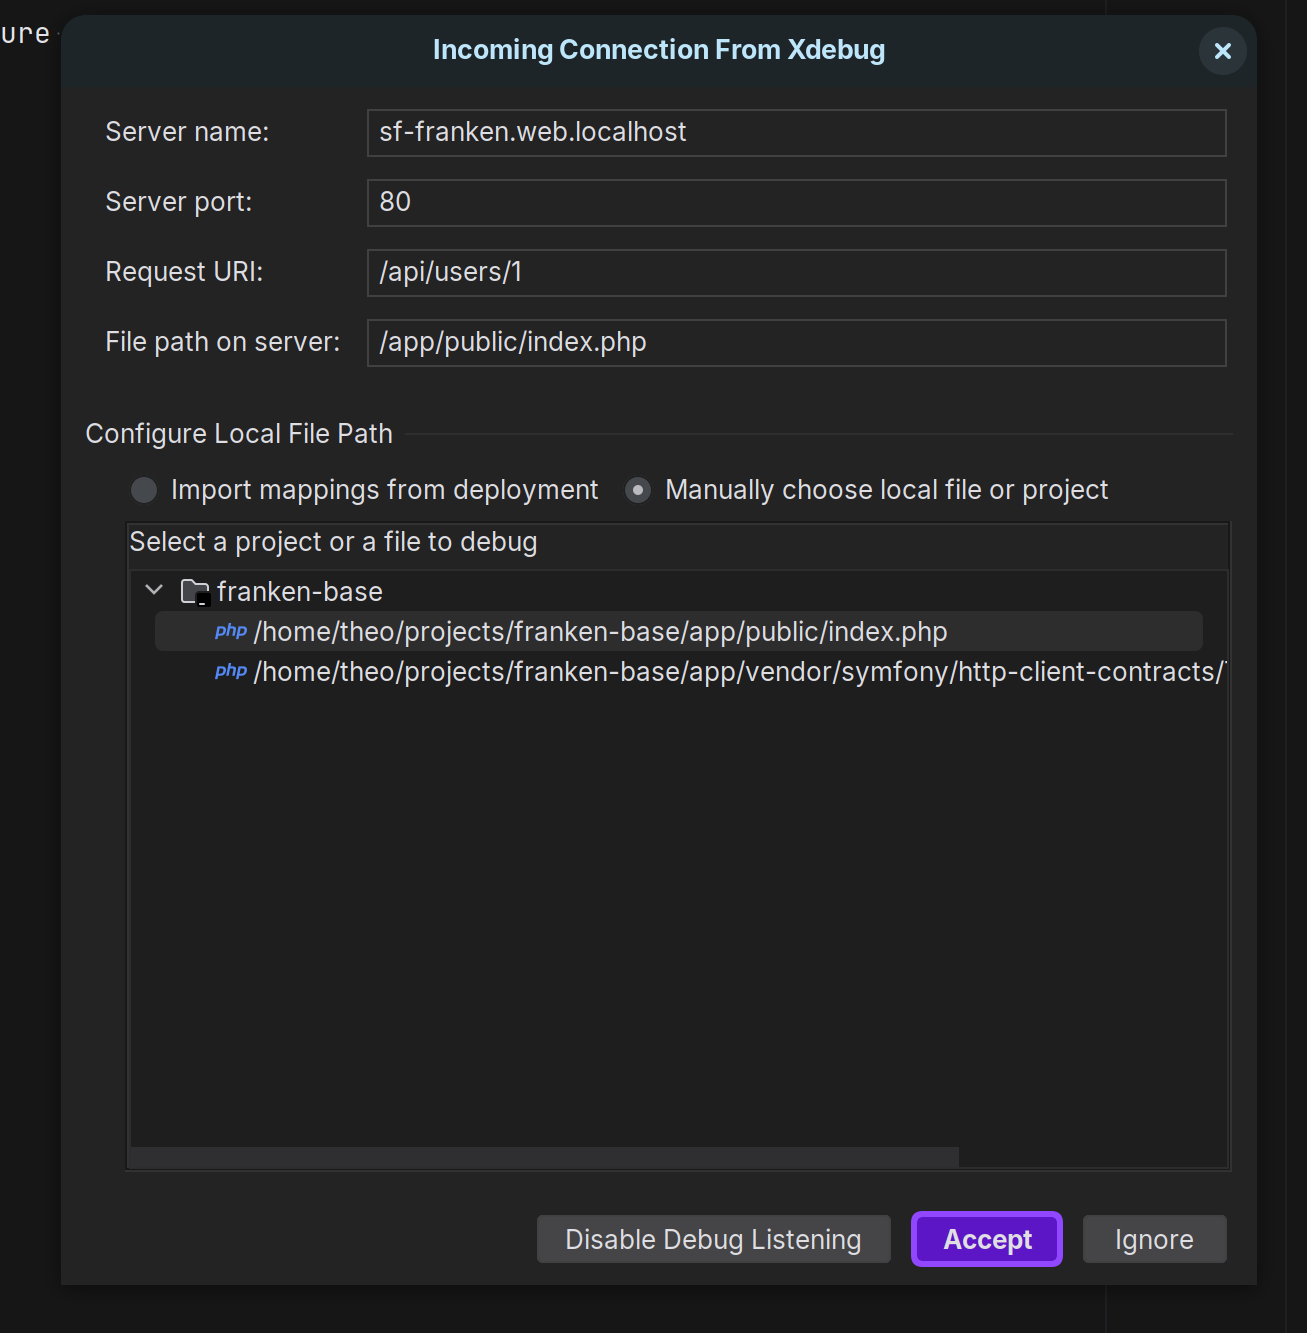 ure
Incoming Connection From Xdebug
Server name: sf-franken.web.localhost
Server port: 80
Request URI: /api/users/1
File path on server: /app/public/index.php
Configure Local File Path
Import mappings from deployment Manually choose local file or project
Select a project or a file to debug
franken-base
php /home/theo/projects/franken-base/app/public/index.php
php /home/theo/projects/franken-base/app/vendor/symfony/http-client-contracts/
Disable Debug Listening Accept Ignore